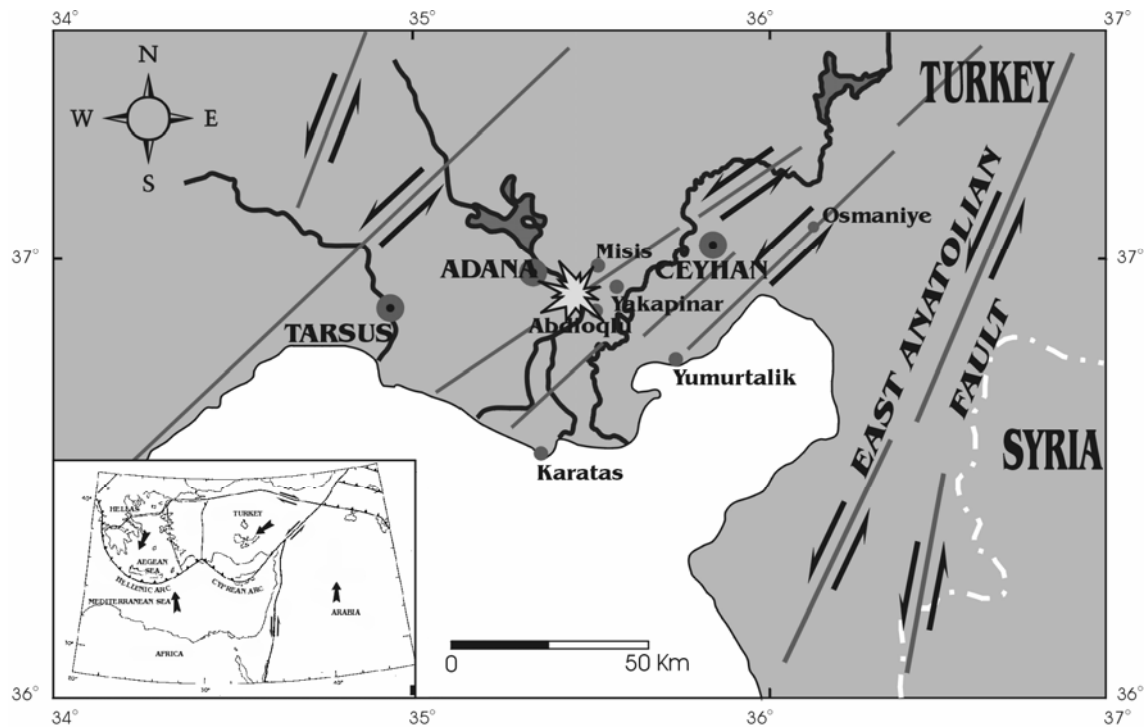 34°
35°
36°
37°
N
W
E
S
TURKEY
Osmaniye
37°
37°
Misis
ADANA
CEYHAN
Yakapinar
Abdioqlu
TARSUS
Yumurtalik
EAST ANATOLIAN
FAULT
SYRIA
Karatas
HELLAS
TURKEY
AEGEAN
SEA
HELLENIC ARC
CYPREAN ARC
MEDITERRANEAN SEA
ARABIA
AFRICA
0
50 Km
36°
36°
34°
35°
36°
37°